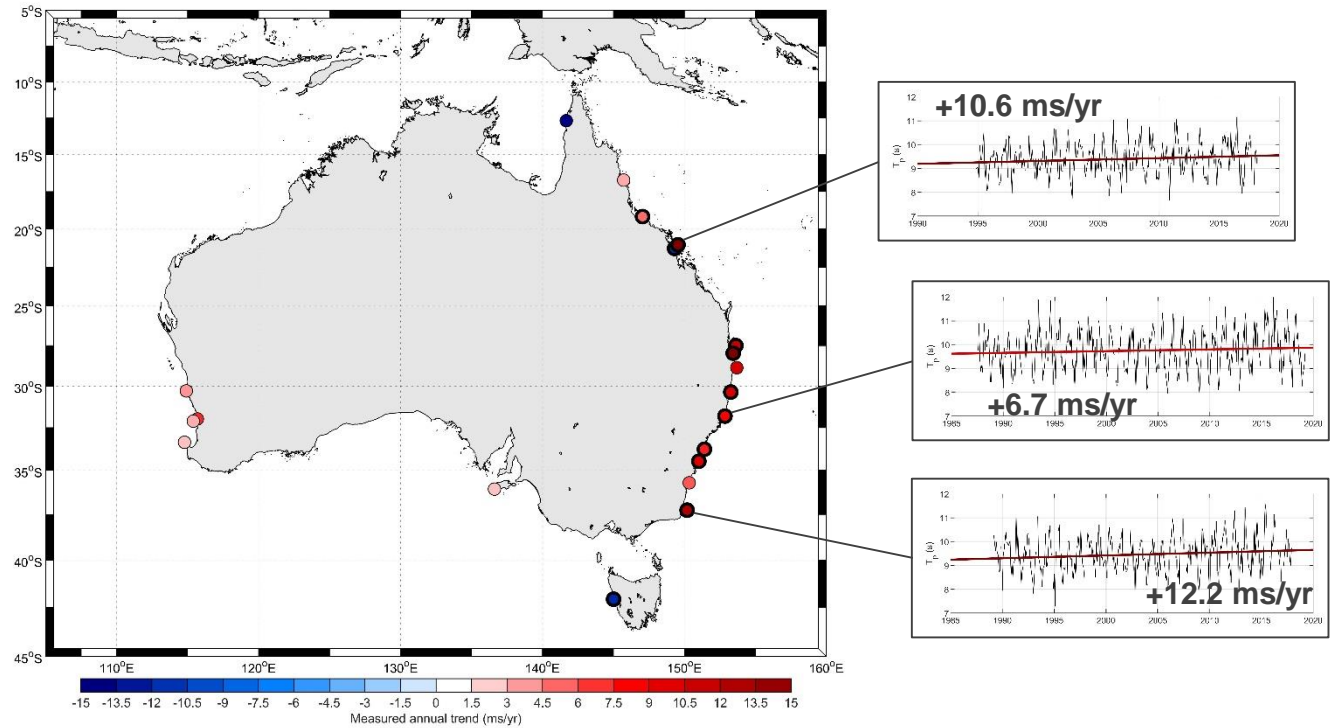 5°S
10°S
15°S
20°S
25°S
30°S
35°S
40°S
45°S
110°E 120°E 130°E 140°E 150°E 160°E
-15 -13.5 -12 -10.5 -9 -7.5 -6 -4.5 -3 -1.5 0 1.5 3 4.5 6 7.5 9 10.5 12 13.5 15
Measured annual trend (ms/yr)
+10.6 ms/yr
12
11
10
9
8
7
Tp (s)
1990 1995 2000 2005 2010 2015 2020
12
11
10
9
8
7
Tp (s)
+6.7 ms/yr
1985 1990 1995 2000 2005 2010 2015 2020
12
11
10
9
8
7
Tp (s)
+12.2 ms/yr
1985 1990 1995 2000 2005 2010 2015 2020